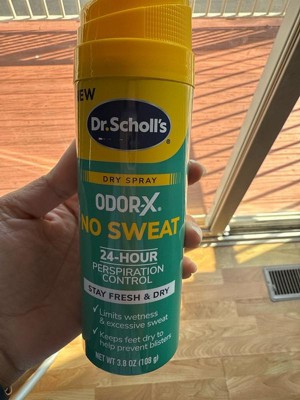 NEW
Dr.Scholl's
DRY SPRAY
ODOR-X®
NO SWEAT
24-HOUR
PERSPIRATION
CONTROL
STAY FRESH & DRY
✓ Limits wetness
& excessive sweat
✓ Keeps feet dry to
help prevent blisters
NET WT 3.8 OZ (108 g)